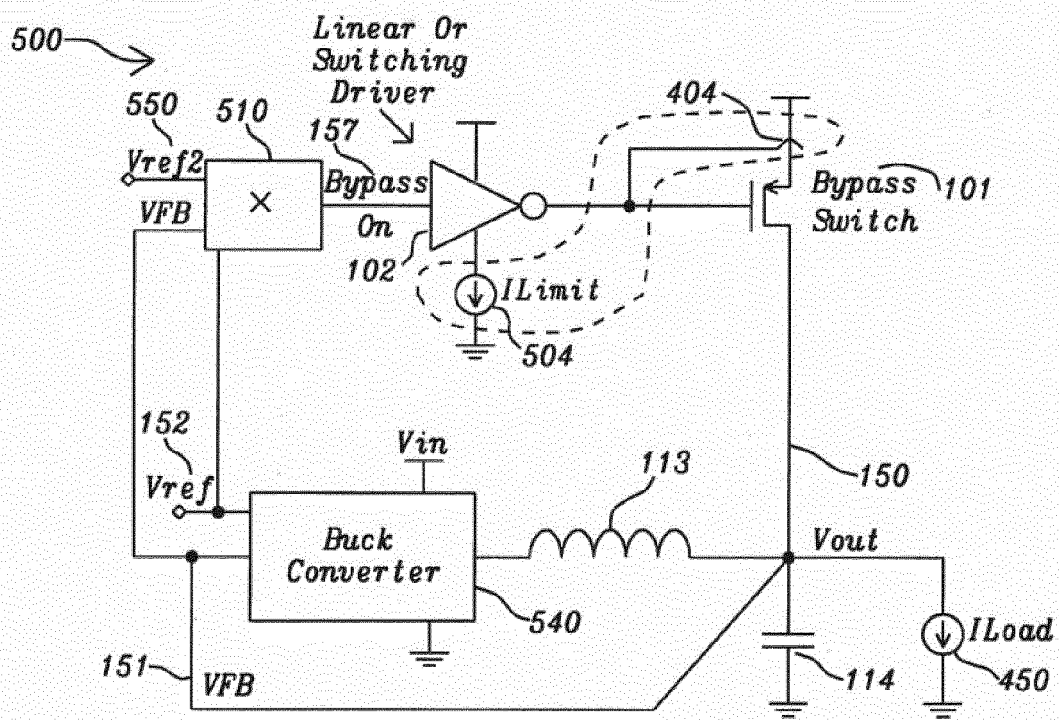 500
Linear Or
Switching
Driver
550
510
404
157
Vref2
Bypass
Bypass
101
Switch
VFB
X
On
102
ILimit
504
152
Vin
113
Vref
150
Buck
Converter
Vout
540
ILoad
151
VFB
114
450